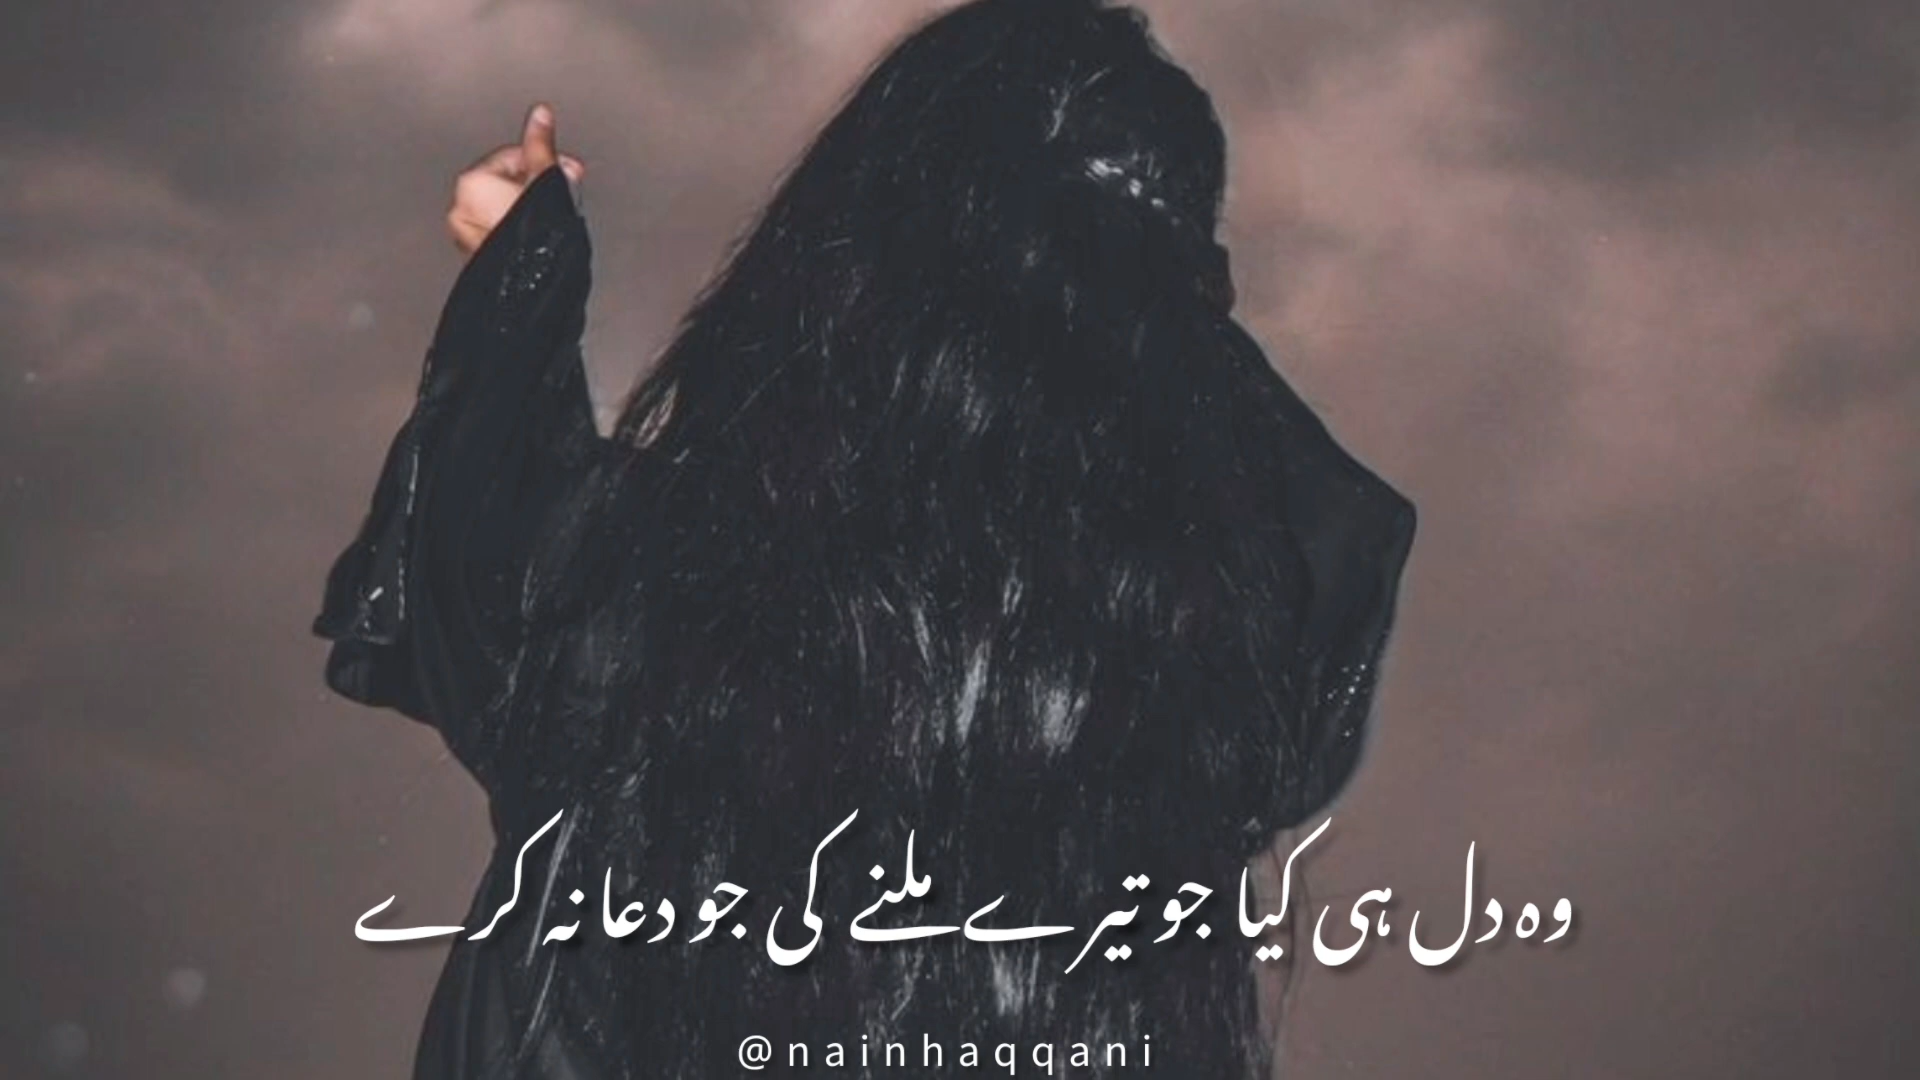 وہ دل ہی کیا جو تیرے ملنے کی جو دعا نہ کرے
@nainhaqqani